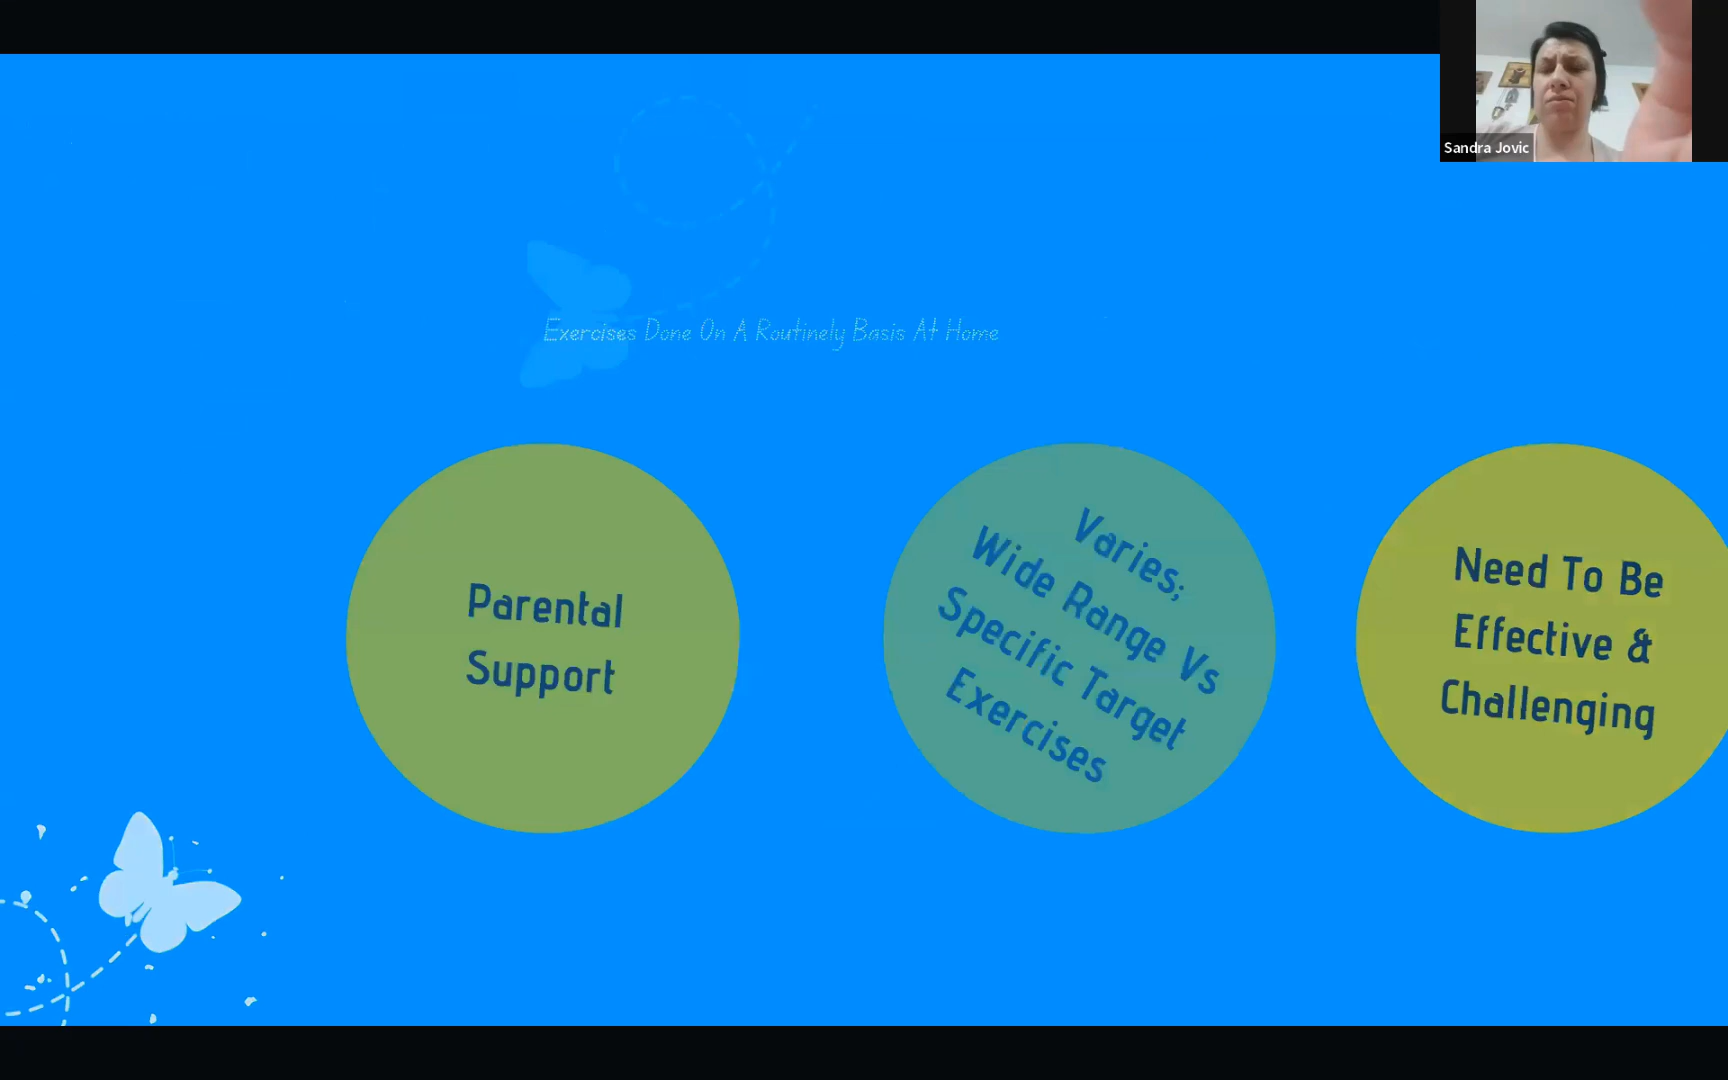 Sandra Jovic
Exercises Done On A Routinely Basis At Home
Parental
Support
Varies;
Wide Range Vs
Specific Target
Exercises
Need To Be
Effective &
Challenging